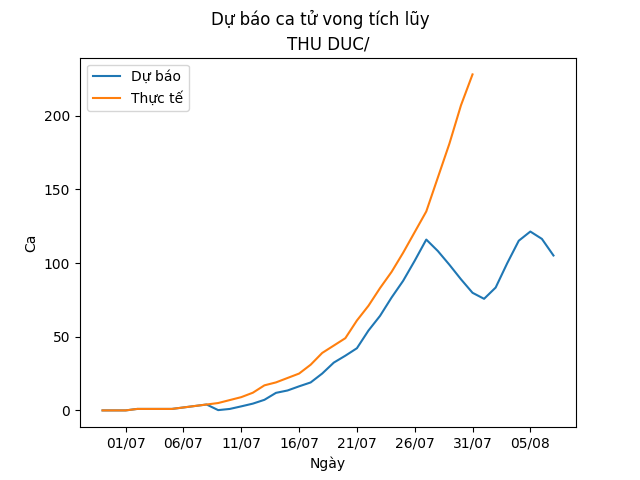 Dự báo ca tử vong tích lũy
THU DUC/
Dự báo
Thực tế
200
150
100
50
0
Ca
01/07 06/07 11/07 16/07 21/07 26/07 31/07 05/08
Ngày